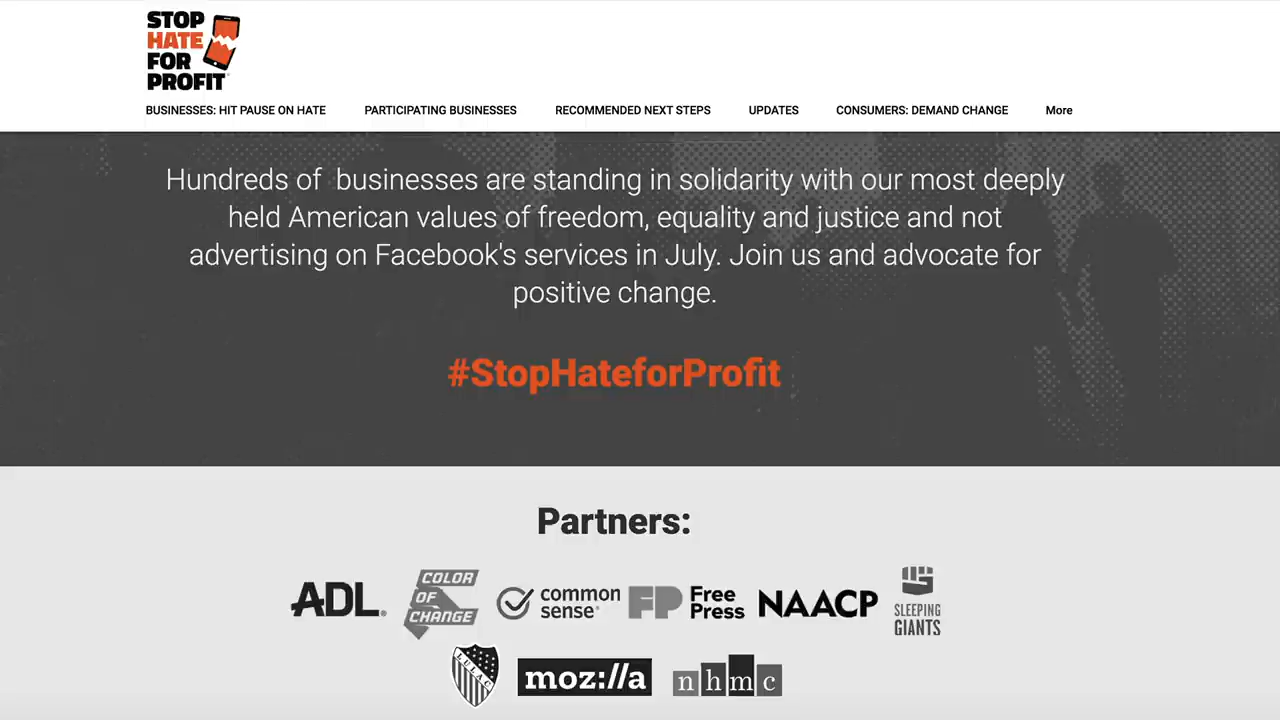 STOP
HATE
FOR
PROFIT
BUSINESSES: HIT PAUSE ON HATE PARTICIPATING BUSINESSES RECOMMENDED NEXT STEPS UPDATES CONSUMERS: DEMAND CHANGE More
Hundreds of businesses are standing in solidarity with our most deeply
held American values of freedom, equality and justice and not
advertising on Facebook's services in July. Join us and advocate for
positive change.
#StopHateforProfit
Partners:
ADL®
COLOR
OF
CHANGE
common
sense®
FP Free
Press
NAACP
SLEEPING
GIANTS
LULAC
moz://a
nhmc